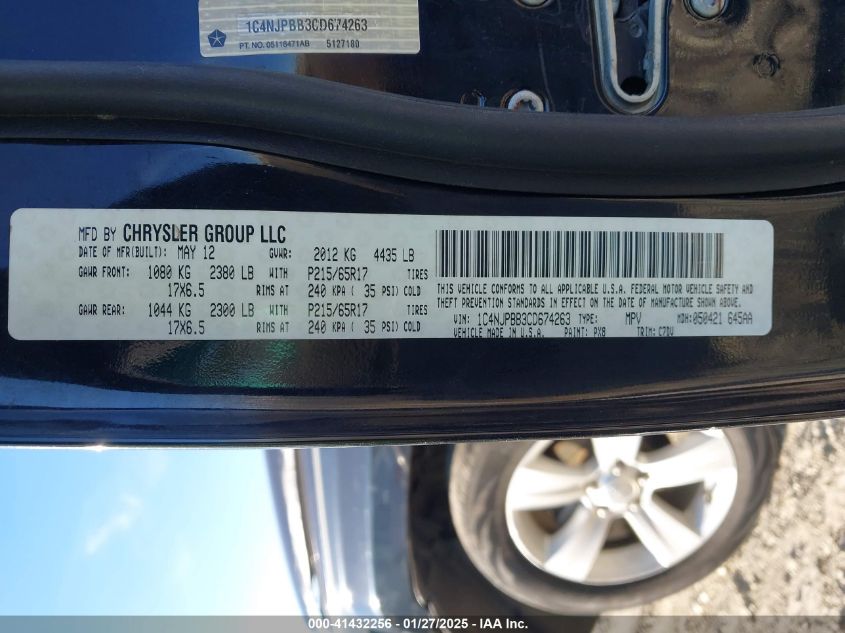 1C4NJPBB3CD674263
PT. NO. 05116471AB 5127180
MFD BY CHRYSLER GROUP LLC
DATE OF MFR(BUILT): MAY 12 GVWR: 2012 KG 4435 LB
GAWR FRONT: 1080 KG 2380 LB WITH P215/65R17 TIRES
17X6.5 RIMS AT 240 KPA ( 35 PSI) COLD
GAWR REAR: 1044 KG 2300 LB WITH P215/65R17 TIRES
17X6.5 RIMS AT 240 KPA ( 35 PSI) COLD
THIS VEHICLE CONFORMS TO ALL APPLICABLE U.S.A. FEDERAL MOTOR VEHICLE SAFETY AND
THEFT PREVENTION STANDARDS IN EFFECT ON THE DATE OF MANUFACTURE SHOWN ABOVE.
VIN: 1C4NJPBB3CD674263 TYPE: MPV MDH: 050421 645AA
VEHICLE MADE IN U.S.A. PAINT: PX8 TRIM: C7DV
000-41432256 - 01/27/2025 - IAA Inc.